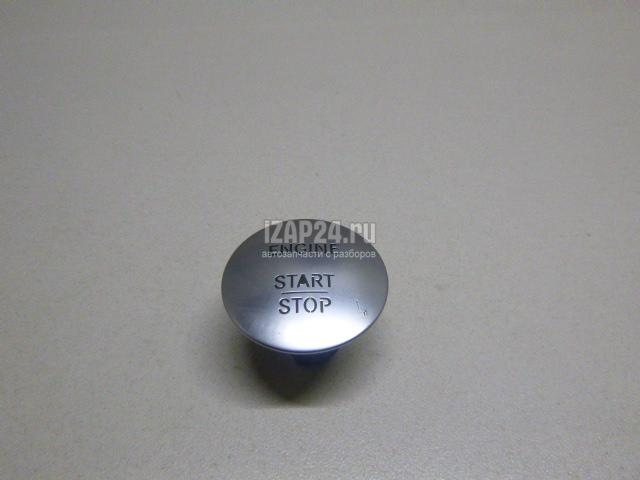 iZAP24.ru
ENGINE
автозапчасти с разборов
START
STOP